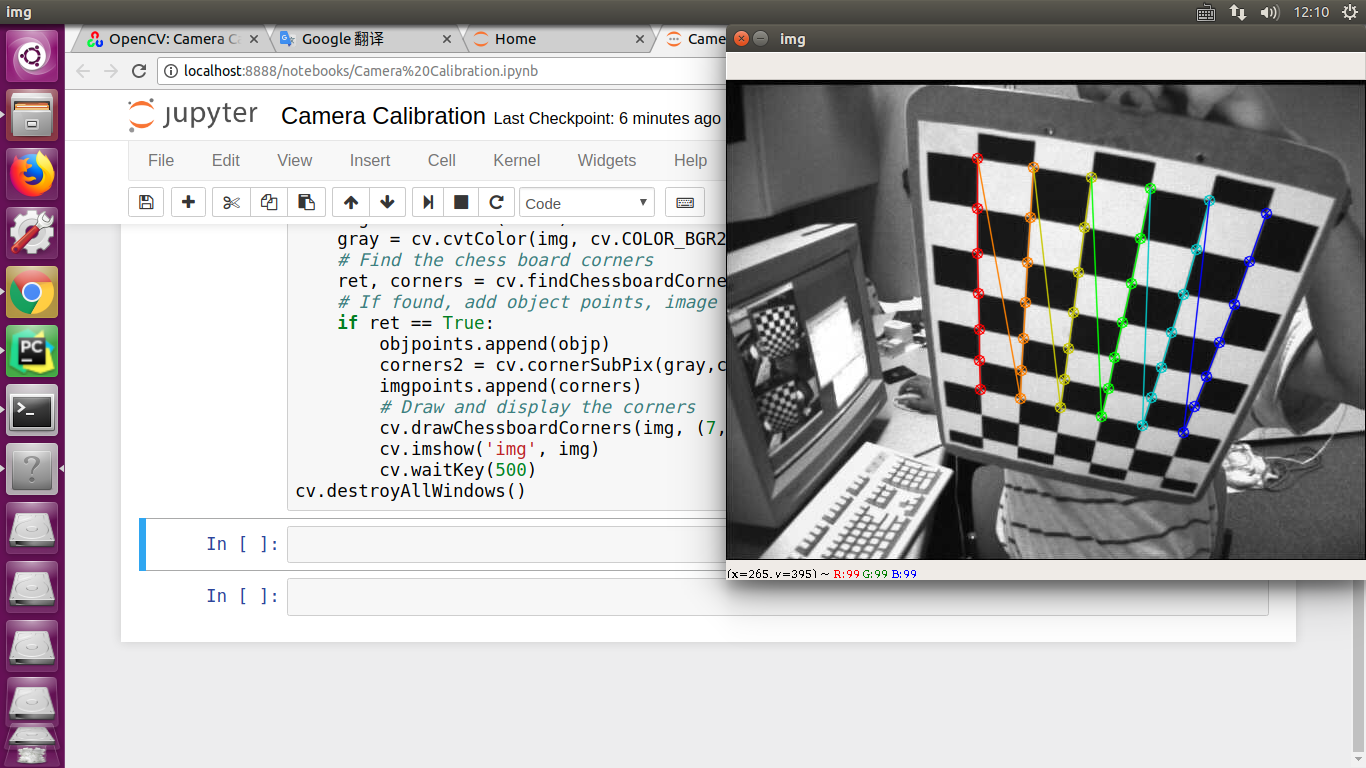 img
12:10
OpenCV: Camera C
Google 翻译
Home
Came
localhost:8888/notebooks/Camera%20Calibration.ipynb
jupyter Camera Calibration Last Checkpoint: 6 minutes ago
File Edit View Insert Cell Kernel Widgets Help
Code
gray = cv.cvtColor(img, cv.COLOR_BGR2
# Find the chess board corners
ret, corners = cv.findChessboardCorne
# If found, add object points, image
if ret == True:
objpoints.append(objp)
corners2 = cv.cornerSubPix(gray,c
imgpoints.append(corners)
# Draw and display the corners
cv.drawChessboardCorners(img, (7,
cv.imshow('img', img)
cv.waitKey(500)
cv.destroyAllWindows()
In [ ]:
In [ ]:
img
(x=265, y=395) ~ R:99 G:99 B:99
PC